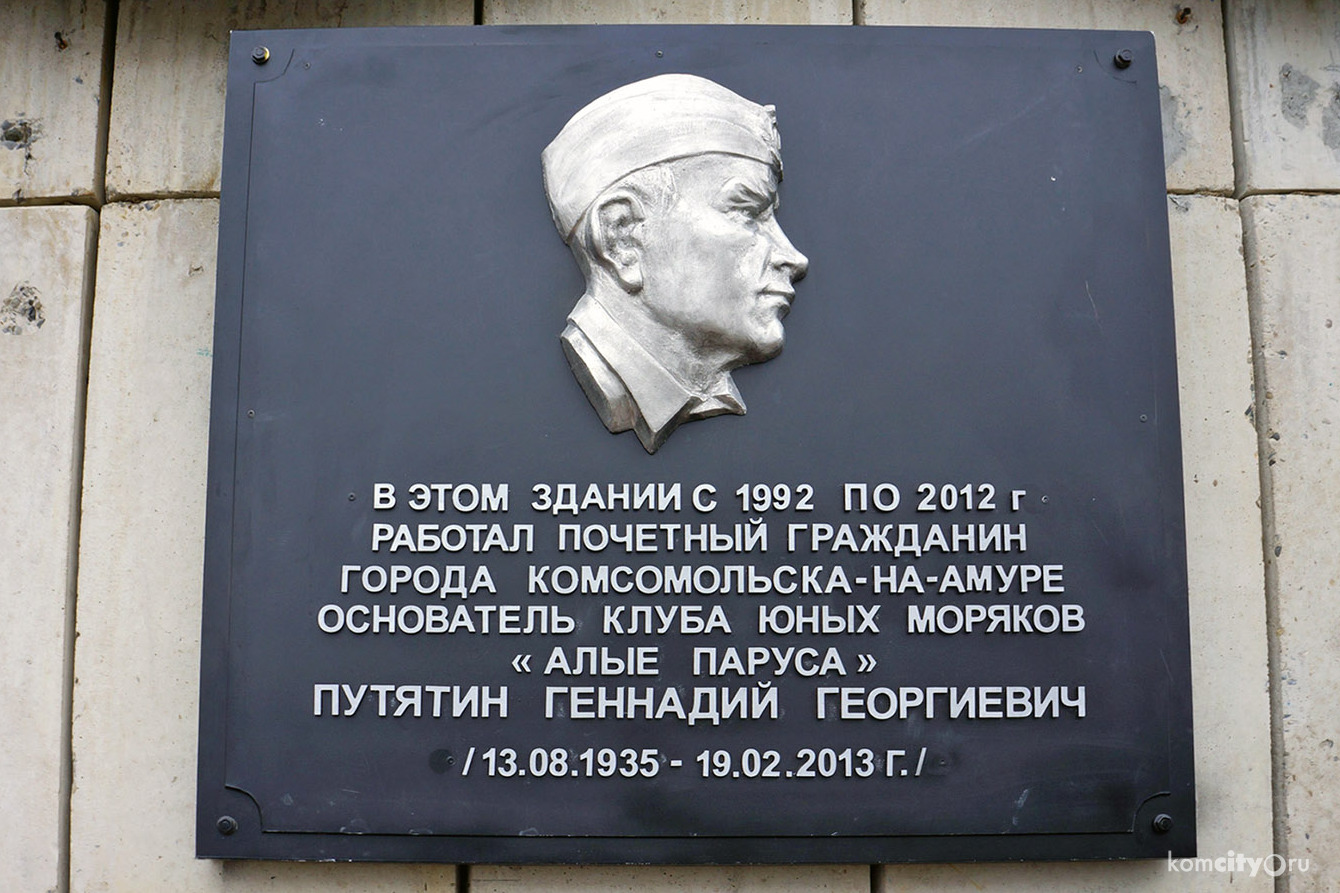 В ЭТОМ ЗДАНИИ С 1992 ПО 2012 г
РАБОТАЛ ПОЧЕТНЫЙ ГРАЖДАНИН
ГОРОДА КОМСОМОЛЬСКА-НА-АМУРЕ
ОСНОВАТЕЛЬ КЛУБА ЮНЫХ МОРЯКОВ
« АЛЫЕ ПАРУСА »
ПУТЯТИН ГЕННАДИЙ ГЕОРГИЕВИЧ
/ 13.08.1935 - 19.02.2013 Г. /
komcity.ru